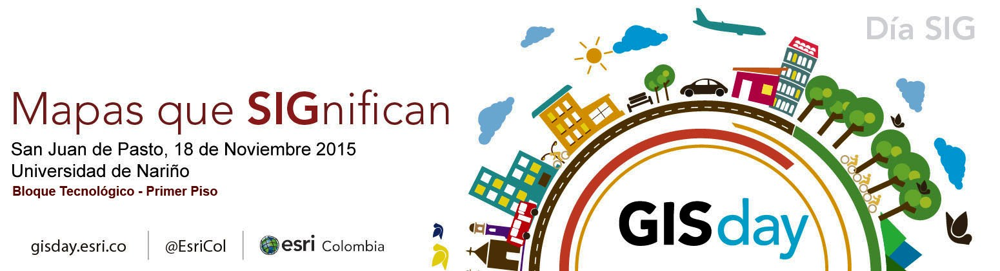 Día SIG
Mapas que SIGnifican
San Juan de Pasto, 18 de Noviembre 2015
Universidad de Nariño
Bloque Tecnológico - Primer Piso
gisday.esri.co
@EsriCol
esri Colombia
GISday